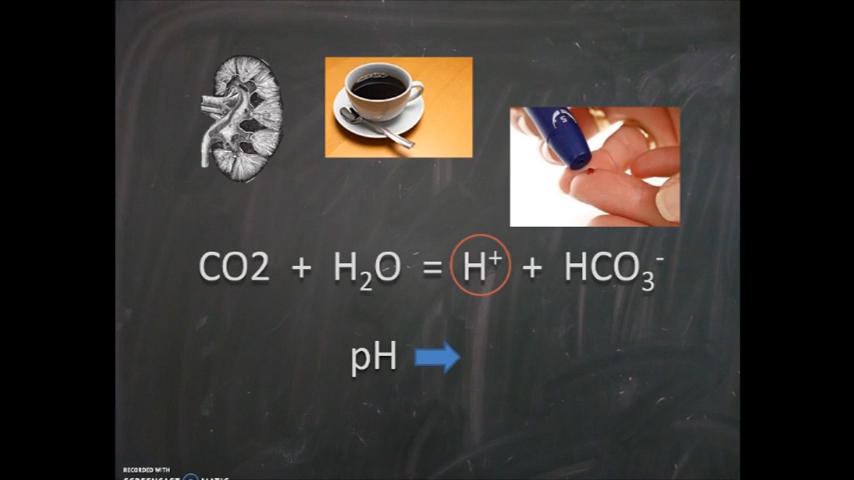 CO2 + H₂O = H⁺ + HCO₃⁻
pH
RECORDED WITH